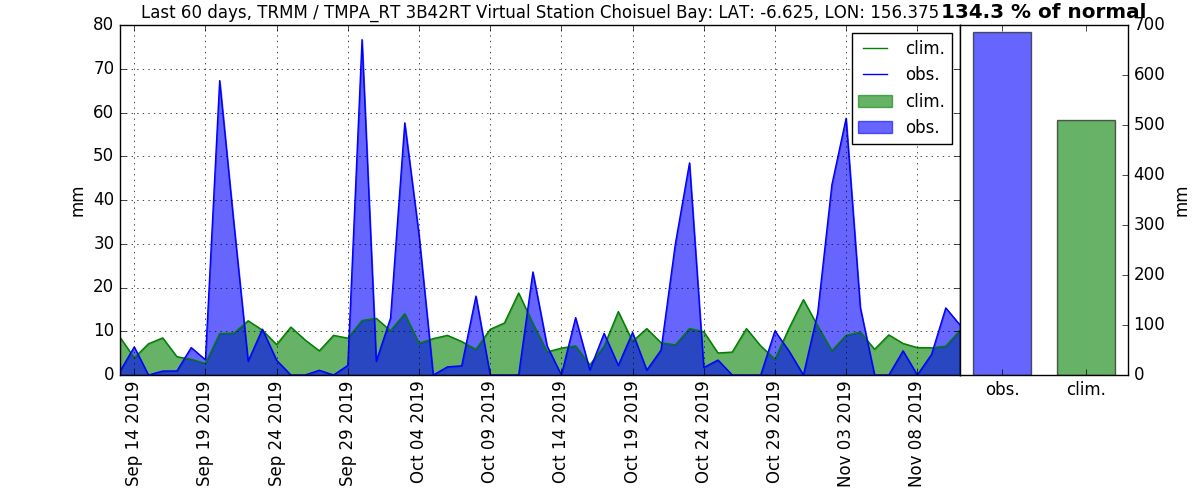 Last 60 days, TRMM / TMPA_RT 3B42RT Virtual Station Choisuel Bay: LAT: -6.625, LON: 156.375
134.3 % of normal
80
70
60
50
40
30
20
10
0
mm
clim.
obs.
clim.
obs.
Sep 14 2019
Sep 19 2019
Sep 24 2019
Sep 29 2019
Oct 04 2019
Oct 09 2019
Oct 14 2019
Oct 19 2019
Oct 24 2019
Oct 29 2019
Nov 03 2019
Nov 08 2019
700
600
500
400
300
200
100
0
mm
obs.
clim.